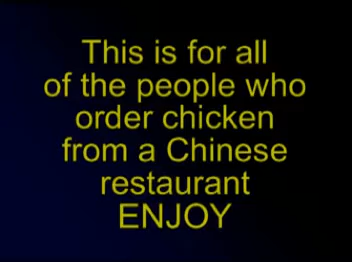 This is for all
of the people who
order chicken
from a Chinese
restaurant
ENJOY